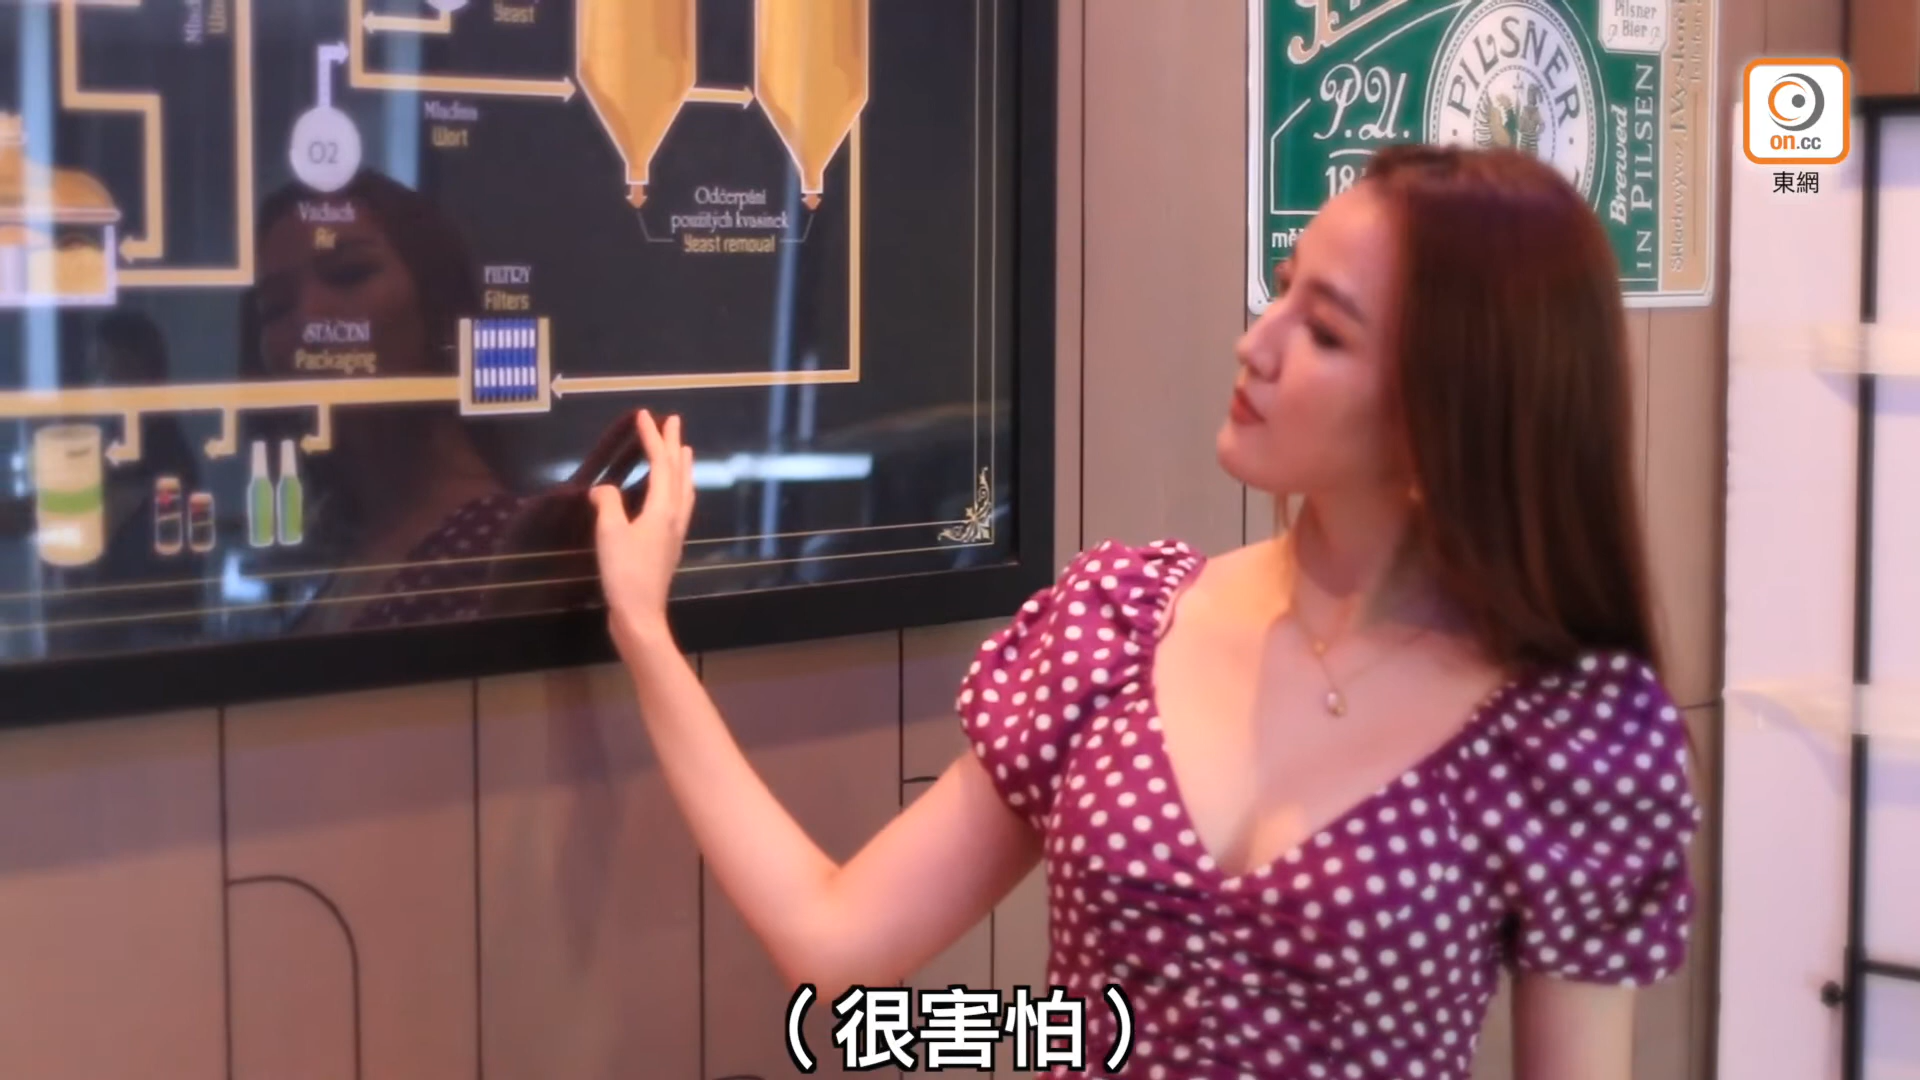 Yeast
Mladina
Wort
O2
Vzduch
Air
Odčerpání
použitých kvasinek
Yeast removal
FILTRY
Filters
STÁČENÍ
Packaging
P.U.
PILSNER
Pilsner
Bier
Brewed
IN PILSEN
on.cc
東網
（很害怕）